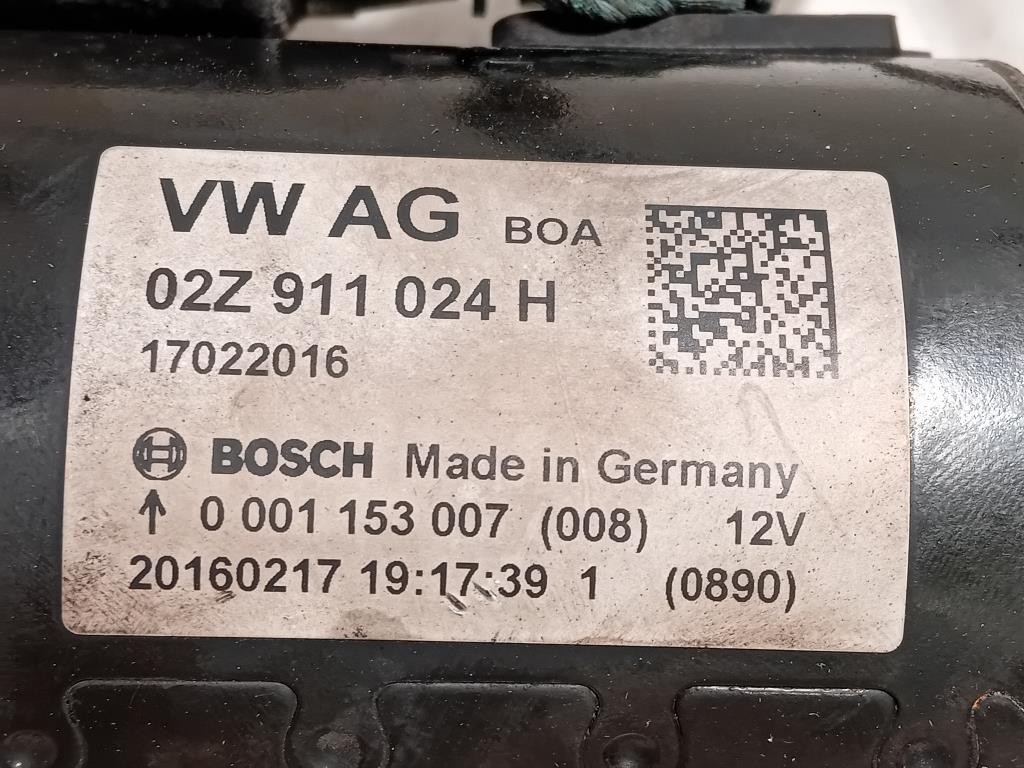 VW AG BOA
02Z 911 024 H
17022016
BOSCH Made in Germany
↑ 0 001 153 007 (008) 12V
20160217 19:17:39 1 (0890)